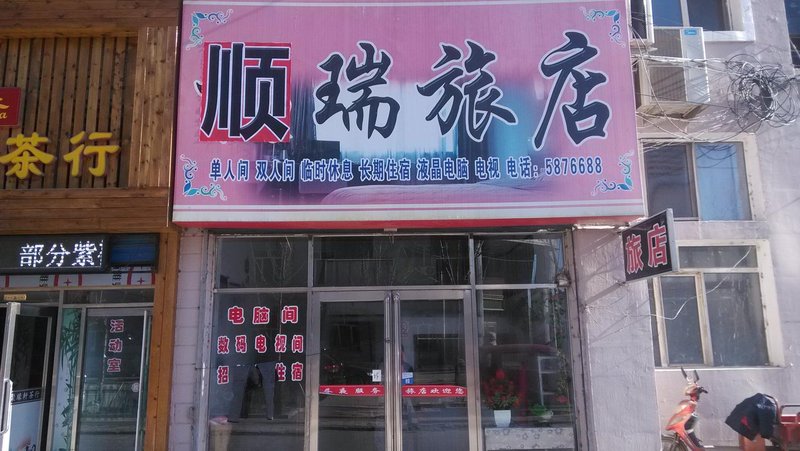 顺瑞旅店
单人间 双人间 临时休息 长期住宿 液晶电脑 电视 电话：5876688
茶行
部分紫
旅店
活动室
电脑间
数码电视间
招 住宿
旅店欢迎您